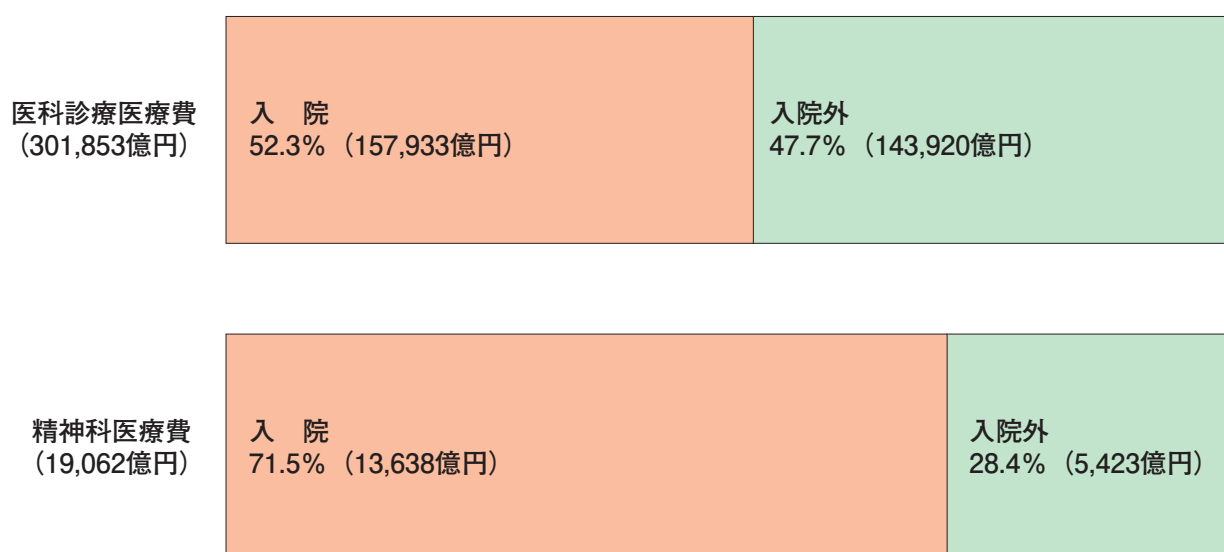 医科診療医療費
（301,853億円）
入　院
52.3%（157,933億円）
入院外
47.7%（143,920億円）
精神科医療費
（19,062億円）
入　院
71.5%（13,638億円）
入院外
28.4%（5,423億円）